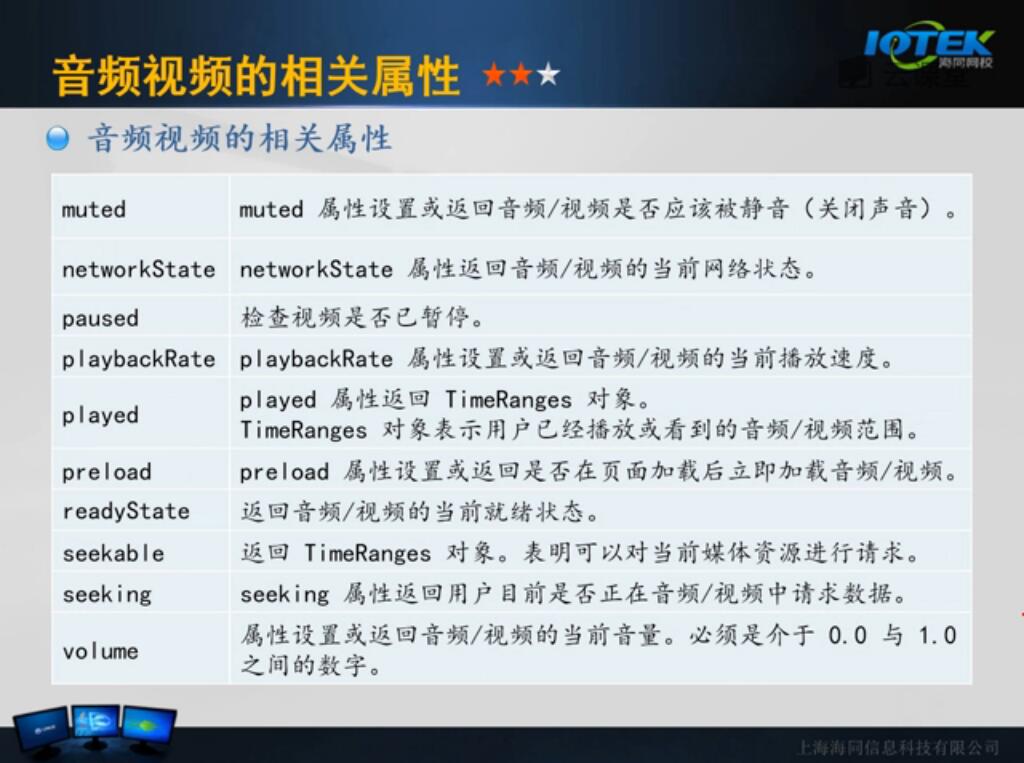 音频视频的相关属性
IOTEK
海同网校
云课堂
音频视频的相关属性
muted
muted 属性设置或返回音频/视频是否应该被静音（关闭声音）。
networkState
networkState 属性返回音频/视频的当前网络状态。
paused
检查视频是否已暂停。
playbackRate
playbackRate 属性设置或返回音频/视频的当前播放速度。
played
played 属性返回 TimeRanges 对象。
TimeRanges 对象表示用户已经播放或看到的音频/视频范围。
preload
preload 属性设置或返回是否在页面加载后立即加载音频/视频。
readyState
返回音频/视频的当前就绪状态。
seekable
返回 TimeRanges 对象。表明可以对当前媒体资源进行请求。
seeking
seeking 属性返回用户目前是否正在音频/视频中请求数据。
volume
属性设置或返回音频/视频的当前音量。必须是介于 0.0 与 1.0
之间的数字。
上海海同信息科技有限公司